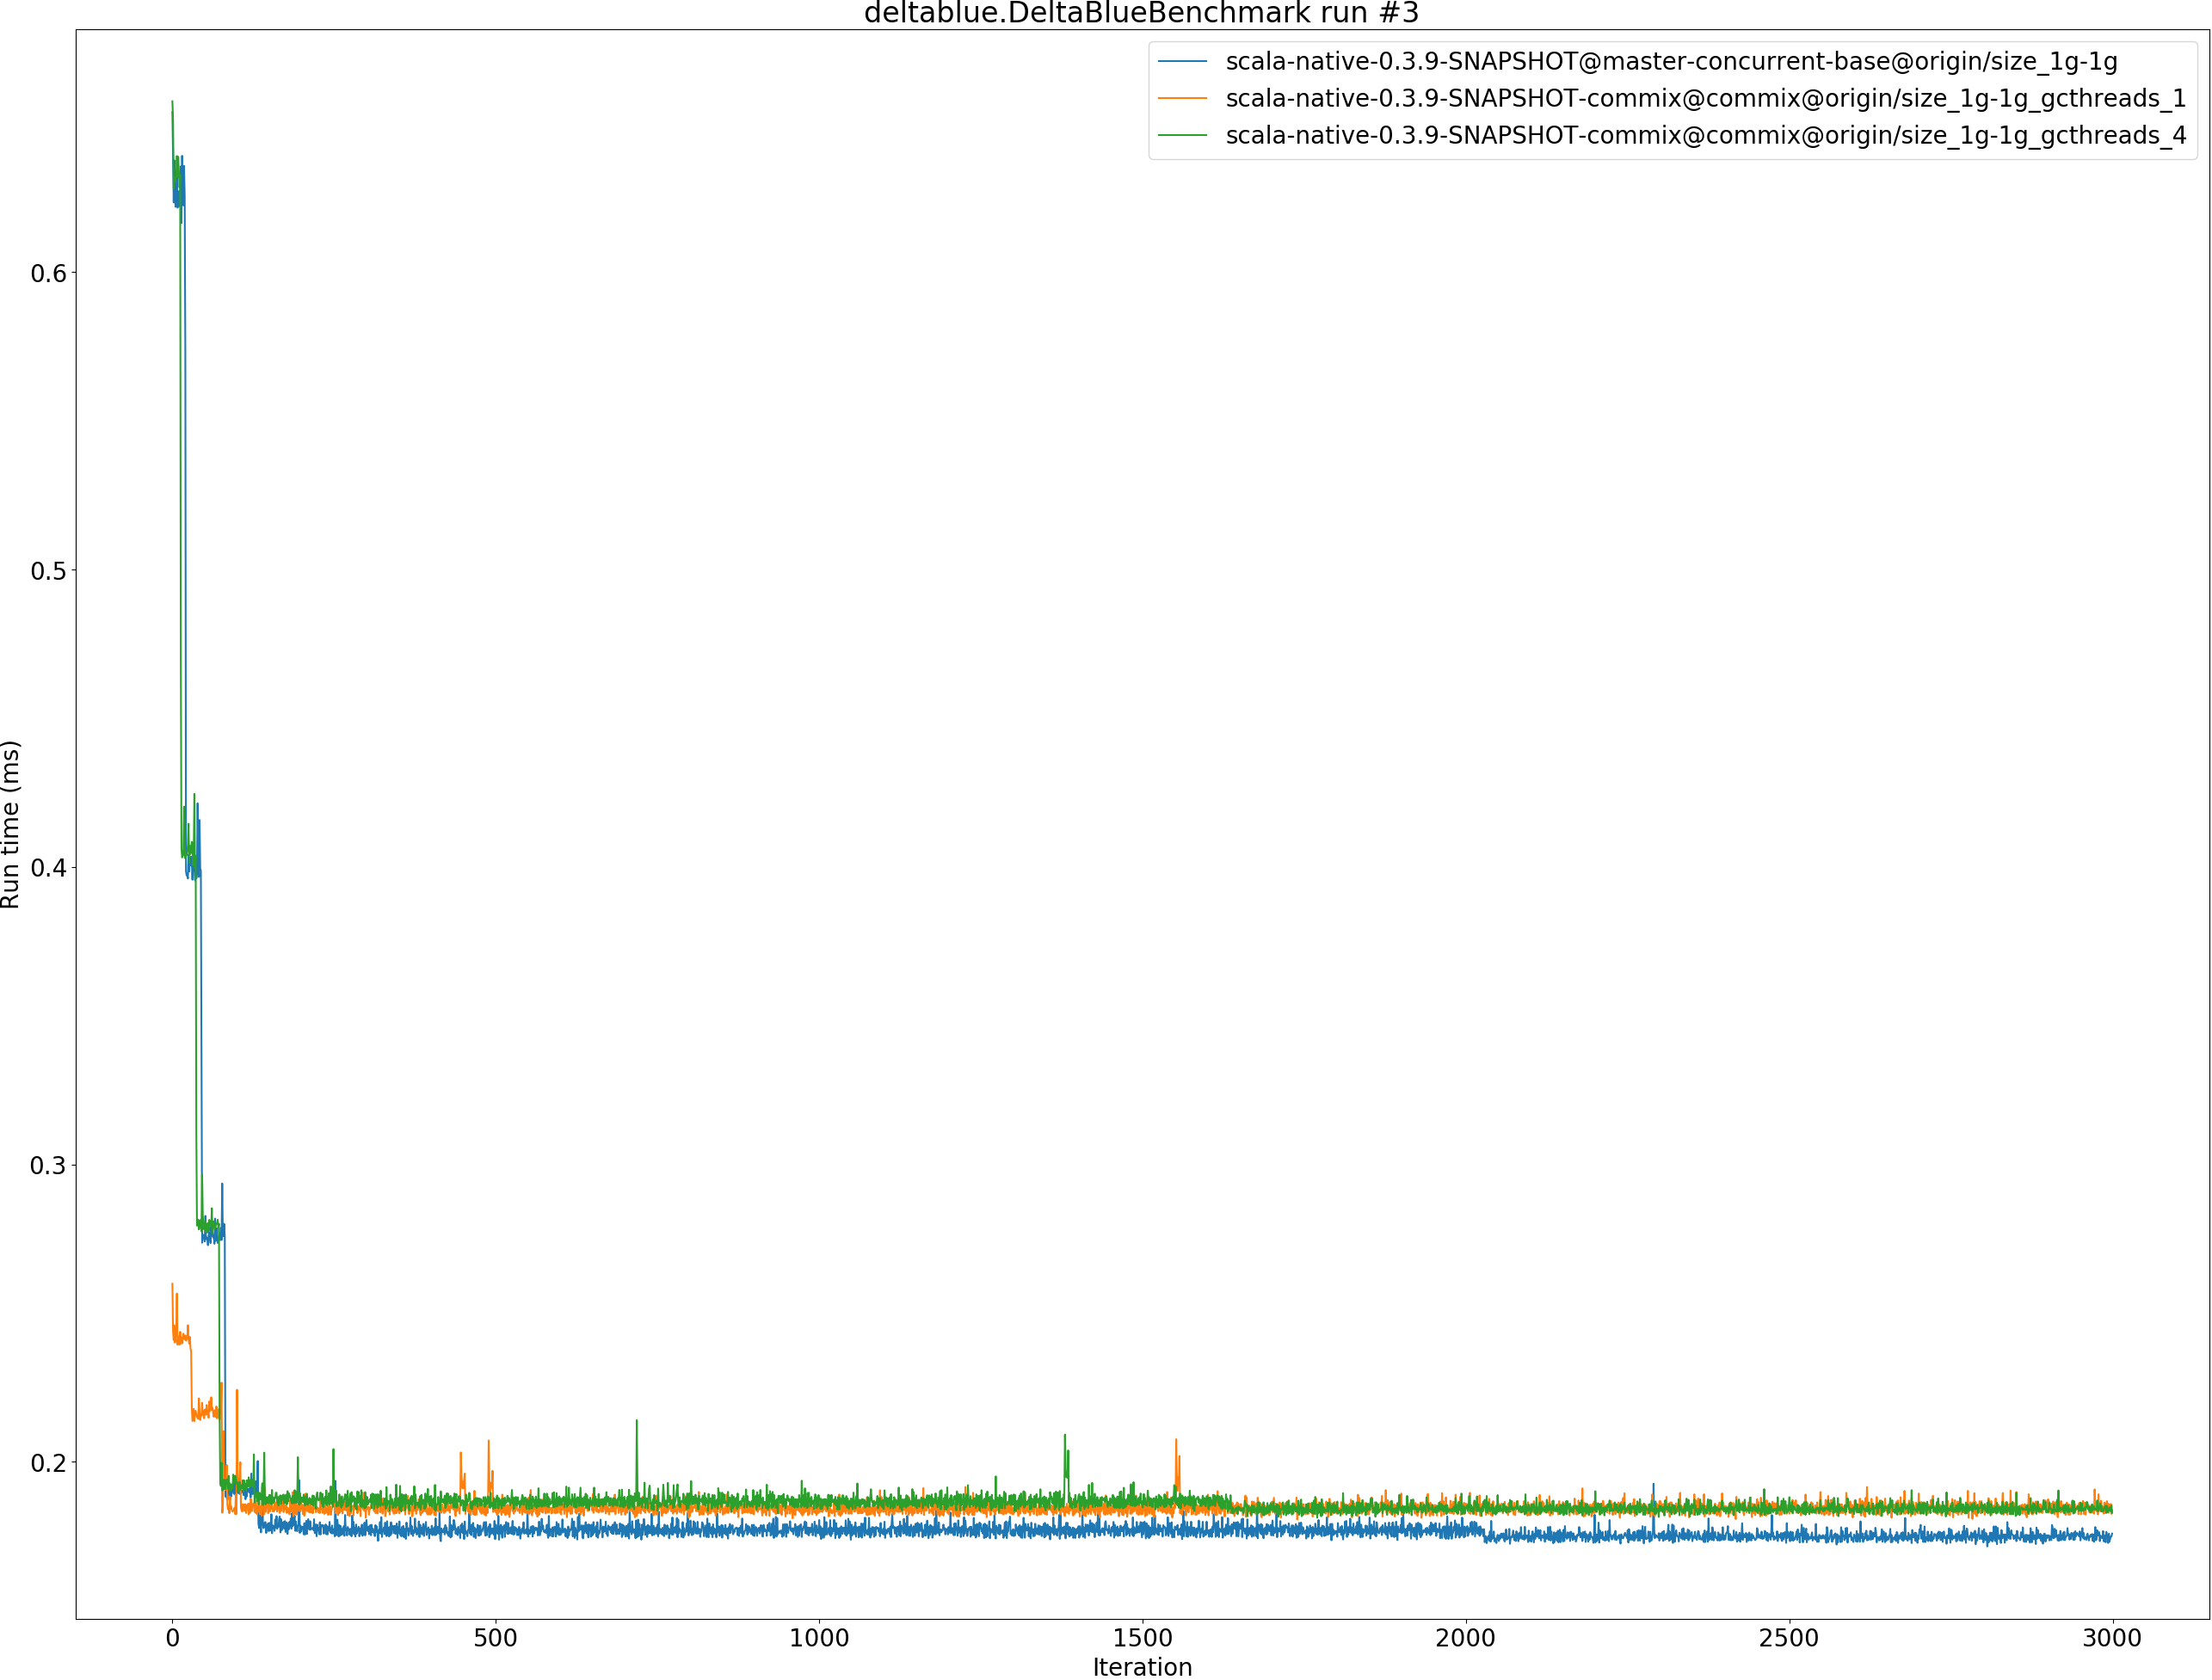 deltablue.DeltaBlueBenchmark run #3
scala-native-0.3.9-SNAPSHOT@master-concurrent-base@origin/size_1g-1g
scala-native-0.3.9-SNAPSHOT-commix@commix@origin/size_1g-1g_gcthreads_1
scala-native-0.3.9-SNAPSHOT-commix@commix@origin/size_1g-1g_gcthreads_4
Run time (ms)
0.6
0.5
0.4
0.3
0.2
0 500 1000 1500 2000 2500 3000
Iteration